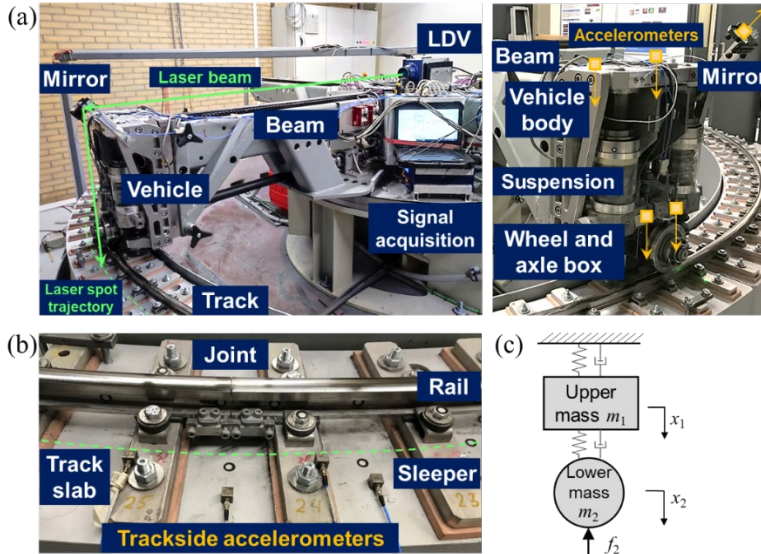 (a)
LDV
Mirror
Laser beam
Beam
Vehicle
Signal
acquisition
Laser spot
trajectory
Track
Beam
Accelerometers
Mirror
Vehicle
body
Suspension
Wheel and
axle box
(b)
Joint
Rail
Track
slab
Sleeper
25
24
23
Trackside accelerometers
(c)
Upper
mass m₁
x₁
Lower
mass
m₂
x₂
f₂